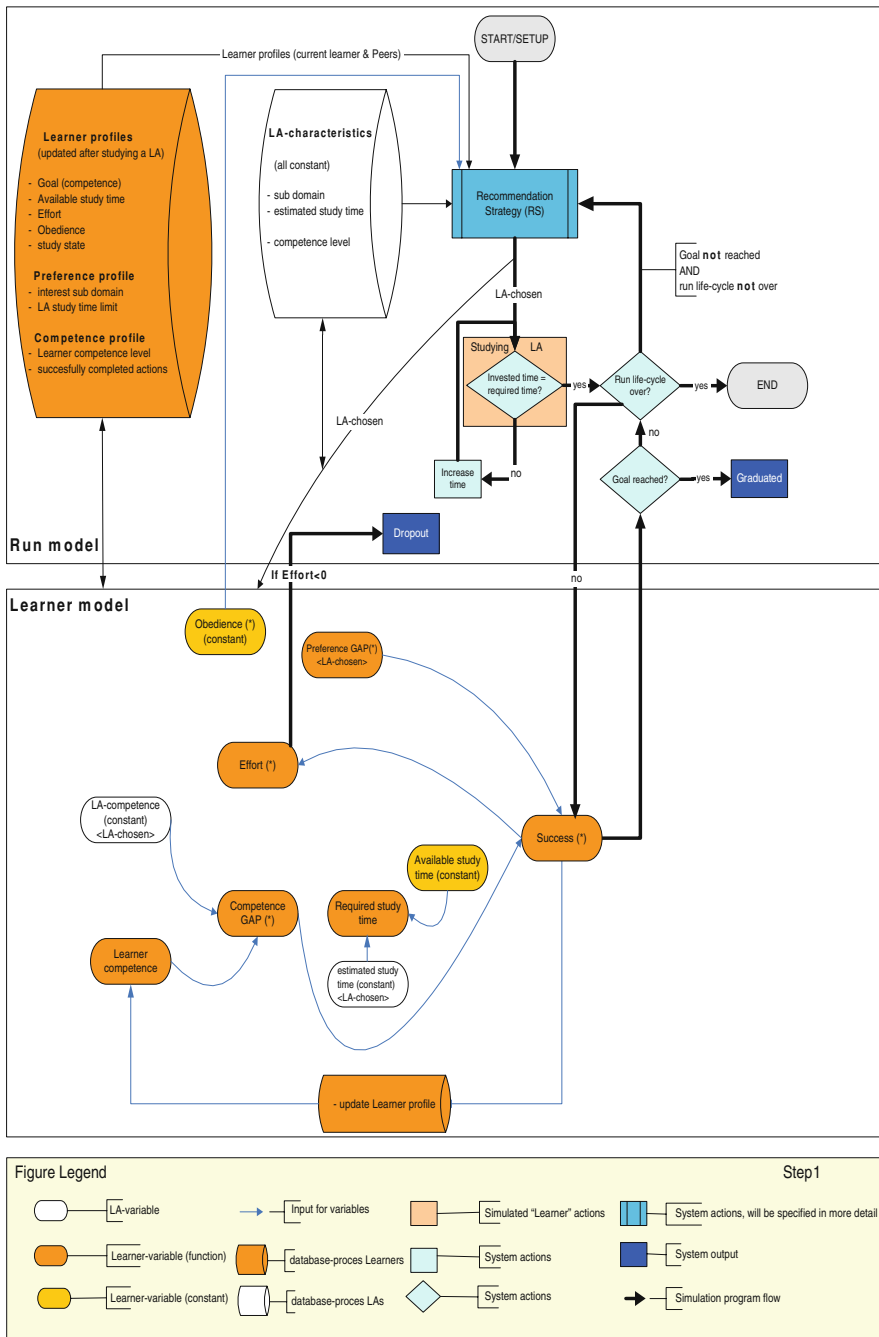 START/SETUP
Learner profiles (current learner & Peers)
Learner profiles
(updated after studying a LA)
- Goal (competence)
- Available study time
- Effort
- Obedience
- study state
Preference profile
- interest sub domain
- LA study time limit
Competence profile
- Learner competence level
- succesfully completed actions
LA-characteristics
(all constant)
- sub domain
- estimated study time
- competence level
Recommendation
Strategy (RS)
Goal not reached
AND
run life-cycle not over
LA-chosen
Studying LA
Invested time =
required time?
yes
Run life-cycle
over?
yes
END
LA-chosen
no
no
Increase
time
Goal reached?
yes
Graduated
Dropout
Run model
If Effort<0
no
Learner model
Obedience (*)
(constant)
Preference GAP(*)
<LA-chosen>
Effort (*)
LA-competence
(constant)
<LA-chosen>
Success (*)
Available study
time (constant)
Competence
GAP (*)
Required study
time
Learner
competence
estimated study
time (constant)
<LA-chosen>
- update Learner profile
Figure Legend
Step1
LA-variable
Input for variables
Simulated “Learner” actions
System actions, will be specified in more detail
Learner-variable (function)
database-proces Learners
System actions
System output
Learner-variable (constant)
database-proces LAs
System actions
Simulation program flow